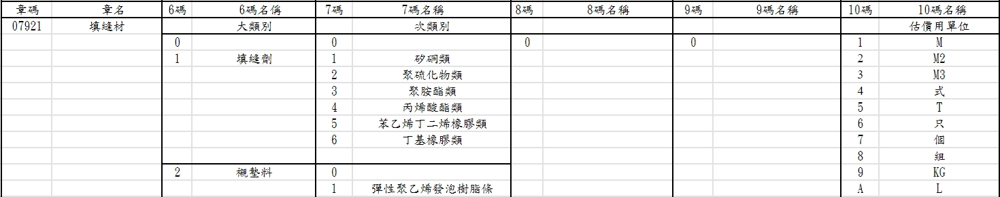 章碼 章名 6碼 6碼名稱 7碼 7碼名稱 8碼 8碼名稱 9碼 9碼名稱 10碼 10碼名稱
07921 填縫材 大類別 次類別 估價用單位
0 0 0 0 1 M
1 填縫劑 1 矽硐類 2 M2
2 聚硫化物類 3 M3
3 聚胺酯類 4 式
4 丙烯酸酯類 5 T
5 苯乙烯丁二烯橡膠類 6 只
6 丁基橡膠類 7 個
8 組
2 襯墊料 0 9 KG
1 彈性聚乙烯發泡樹脂條 A L